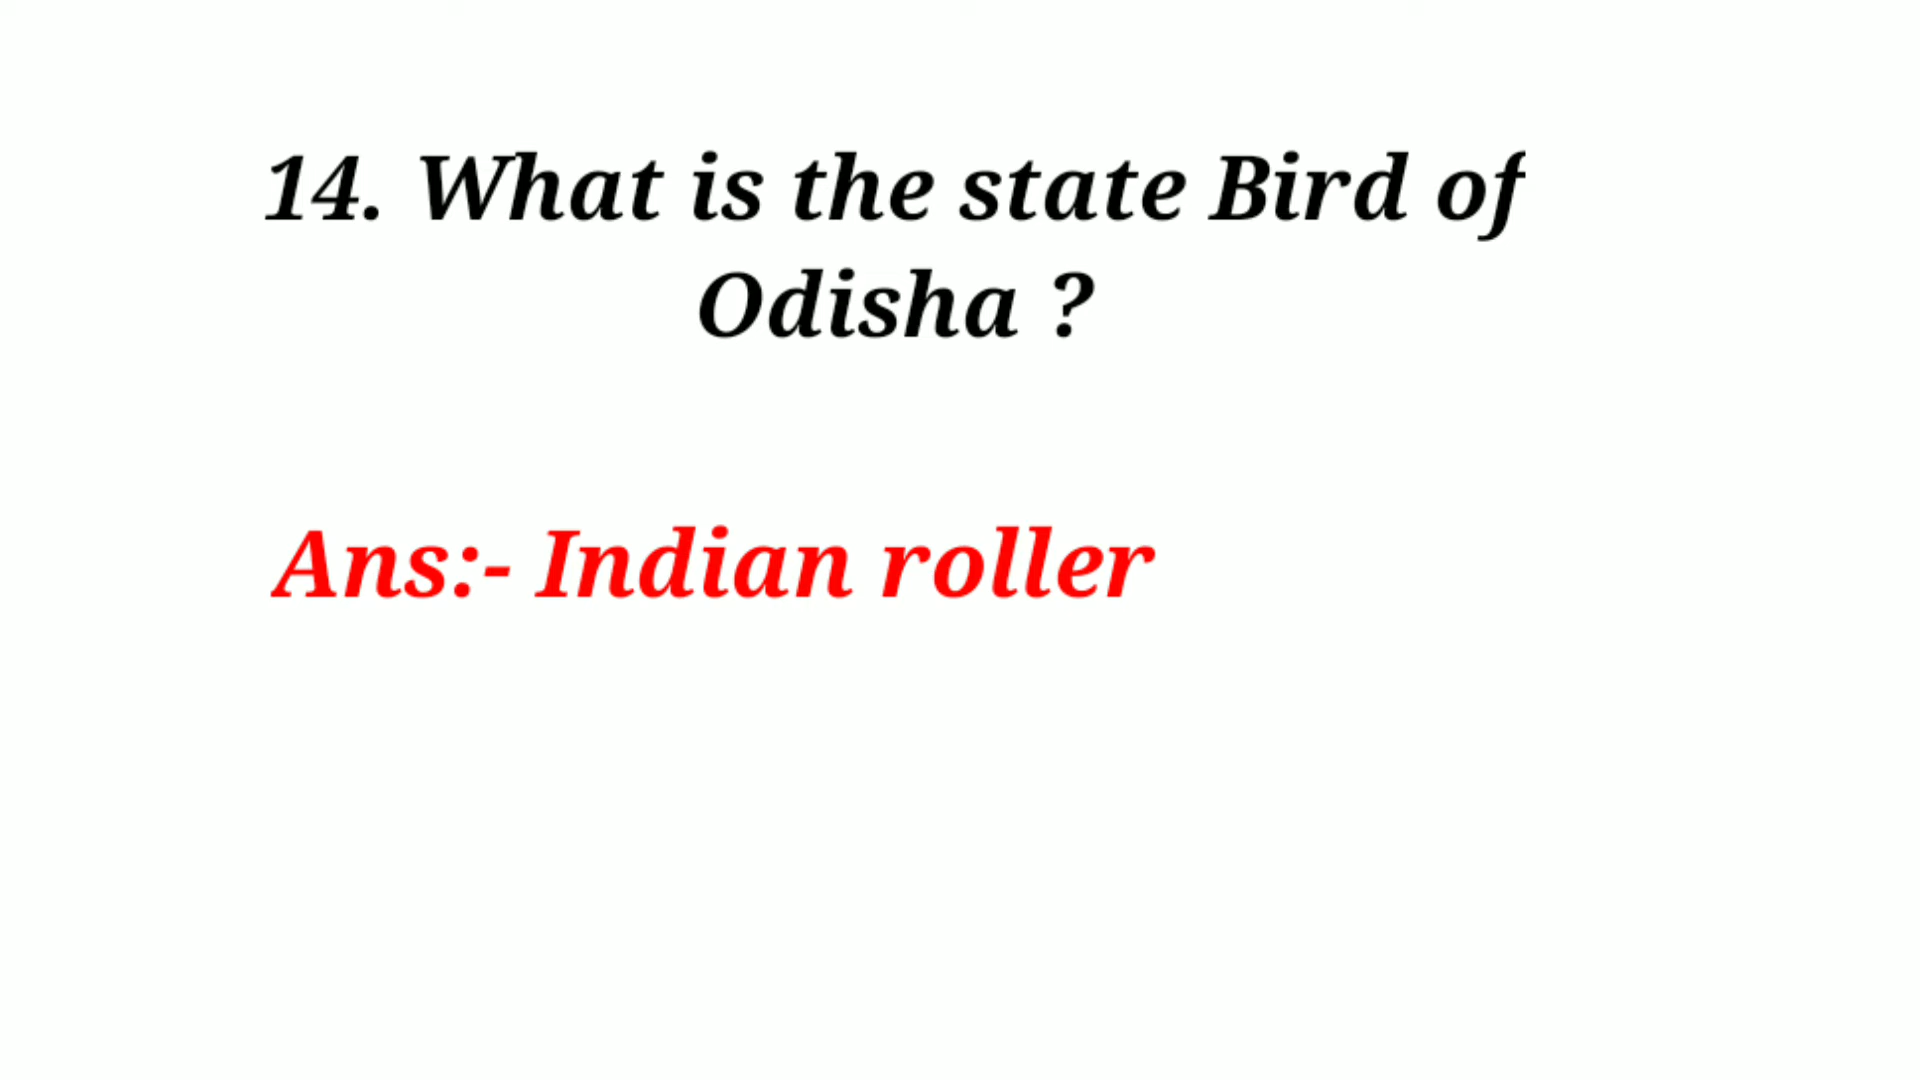 14. What is the state Bird of
Odisha ?
Ans:- Indian roller